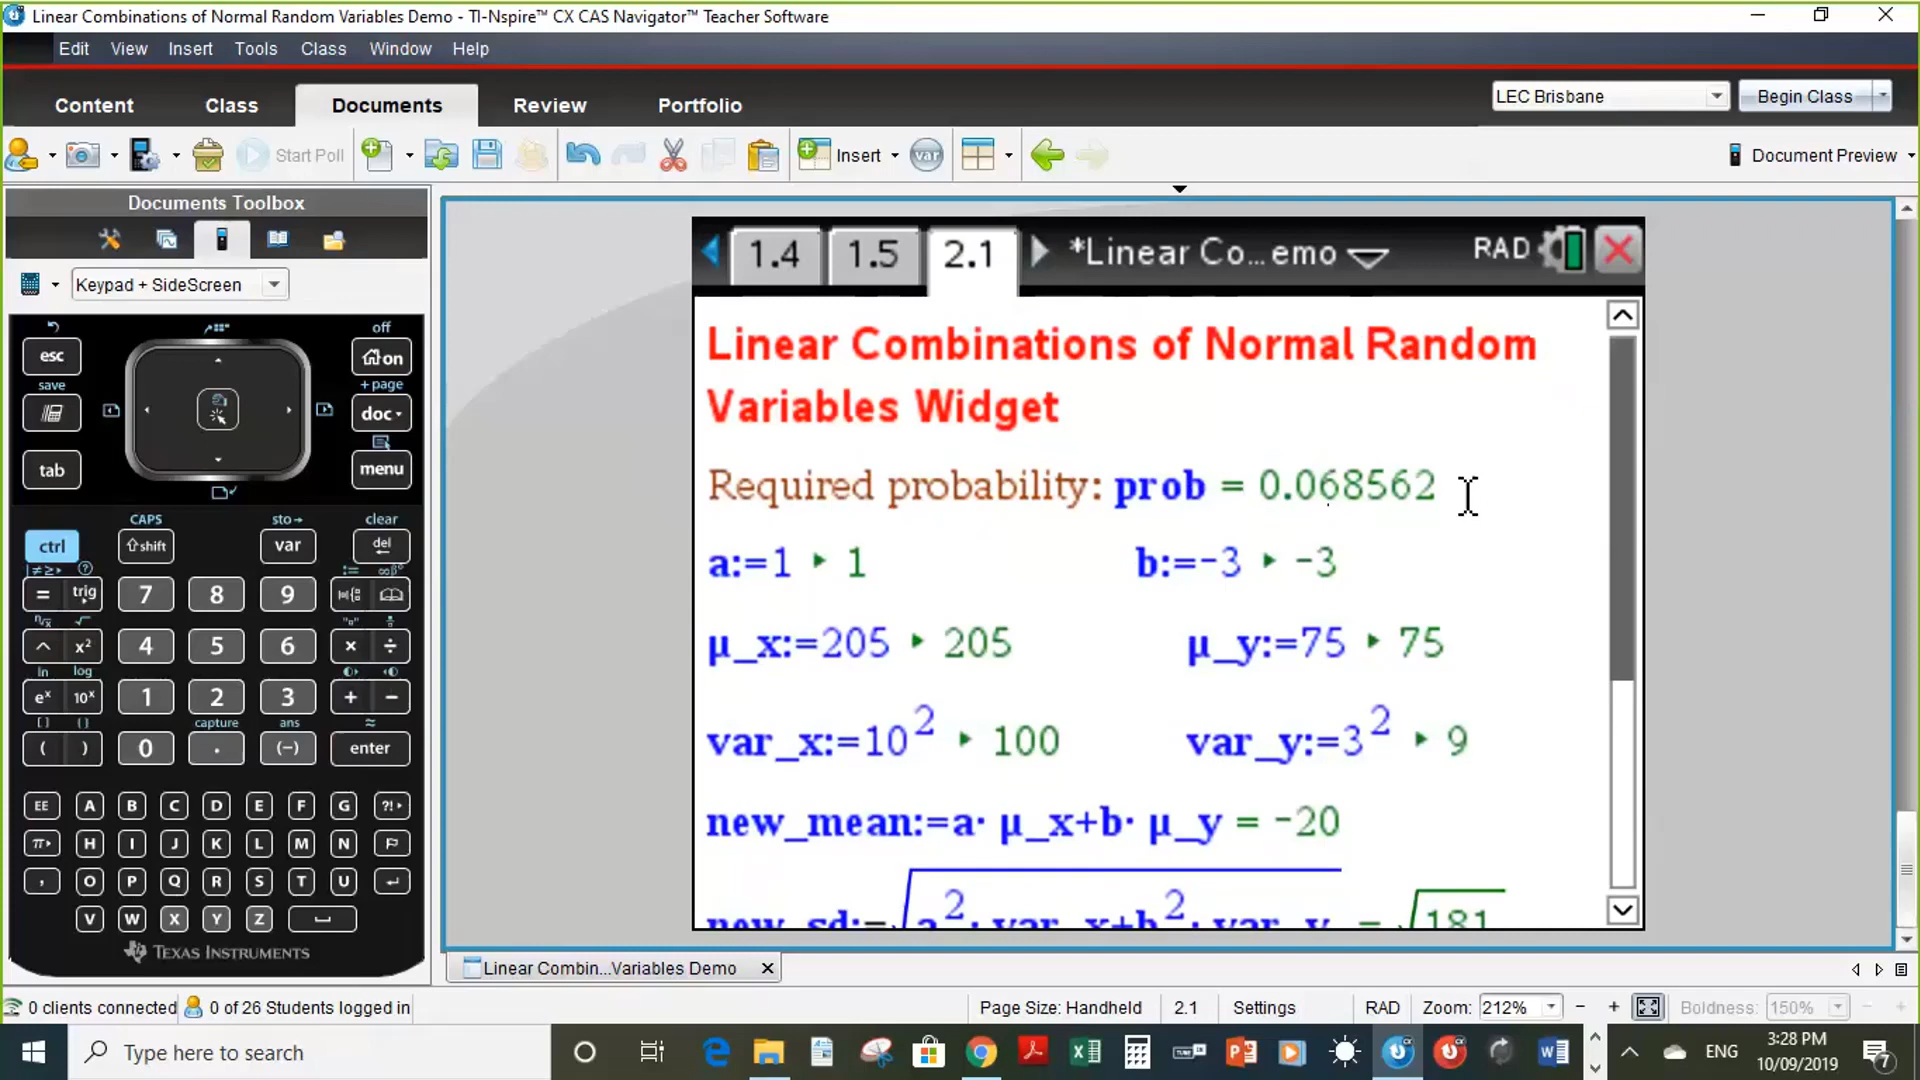 Linear Combinations of Normal Random Variables Demo - TI-Nspire™ CX CAS Navigator™ Teacher Software
Edit View Insert Tools Class Window Help
Content Class Documents Review Portfolio
LEC Brisbane Begin Class
Start Poll Insert var Document Preview
Documents Toolbox
Keypad + SideScreen
off
esc on
save + page
doc
tab menu
CAPS sto→ clear
ctrl shift var del
= trig 7 8 9
^ x² 4 5 6 × ÷
ln log
eˣ 10ˣ 1 2 3 + −
capture ans ≈
( ) 0 . (−) enter
EE A B C D E F G ?!▸
π▸ H I J K L M N
, O P Q R S T U
V W X Y Z
TEXAS INSTRUMENTS
1.4 1.5 2.1 *Linear Co...emo RAD
Linear Combinations of Normal Random
Variables Widget
Required probability: prob = 0.068562
a:=1 ▸ 1 b:=-3 ▸ -3
μ_x:=205 ▸ 205 μ_y:=75 ▸ 75
var_x:=10² ▸ 100 var_y:=3² ▸ 9
new_mean:=a· μ_x+b· μ_y = -20
new_sd:=√a²· var_x+b²· var_y = √181
Linear Combin...Variables Demo
0 clients connected 0 of 26 Students logged in
Page Size: Handheld 2.1 Settings RAD Zoom: 212% − + Boldness: 150% − +
Type here to search
ENG
3:28 PM
10/09/2019
7